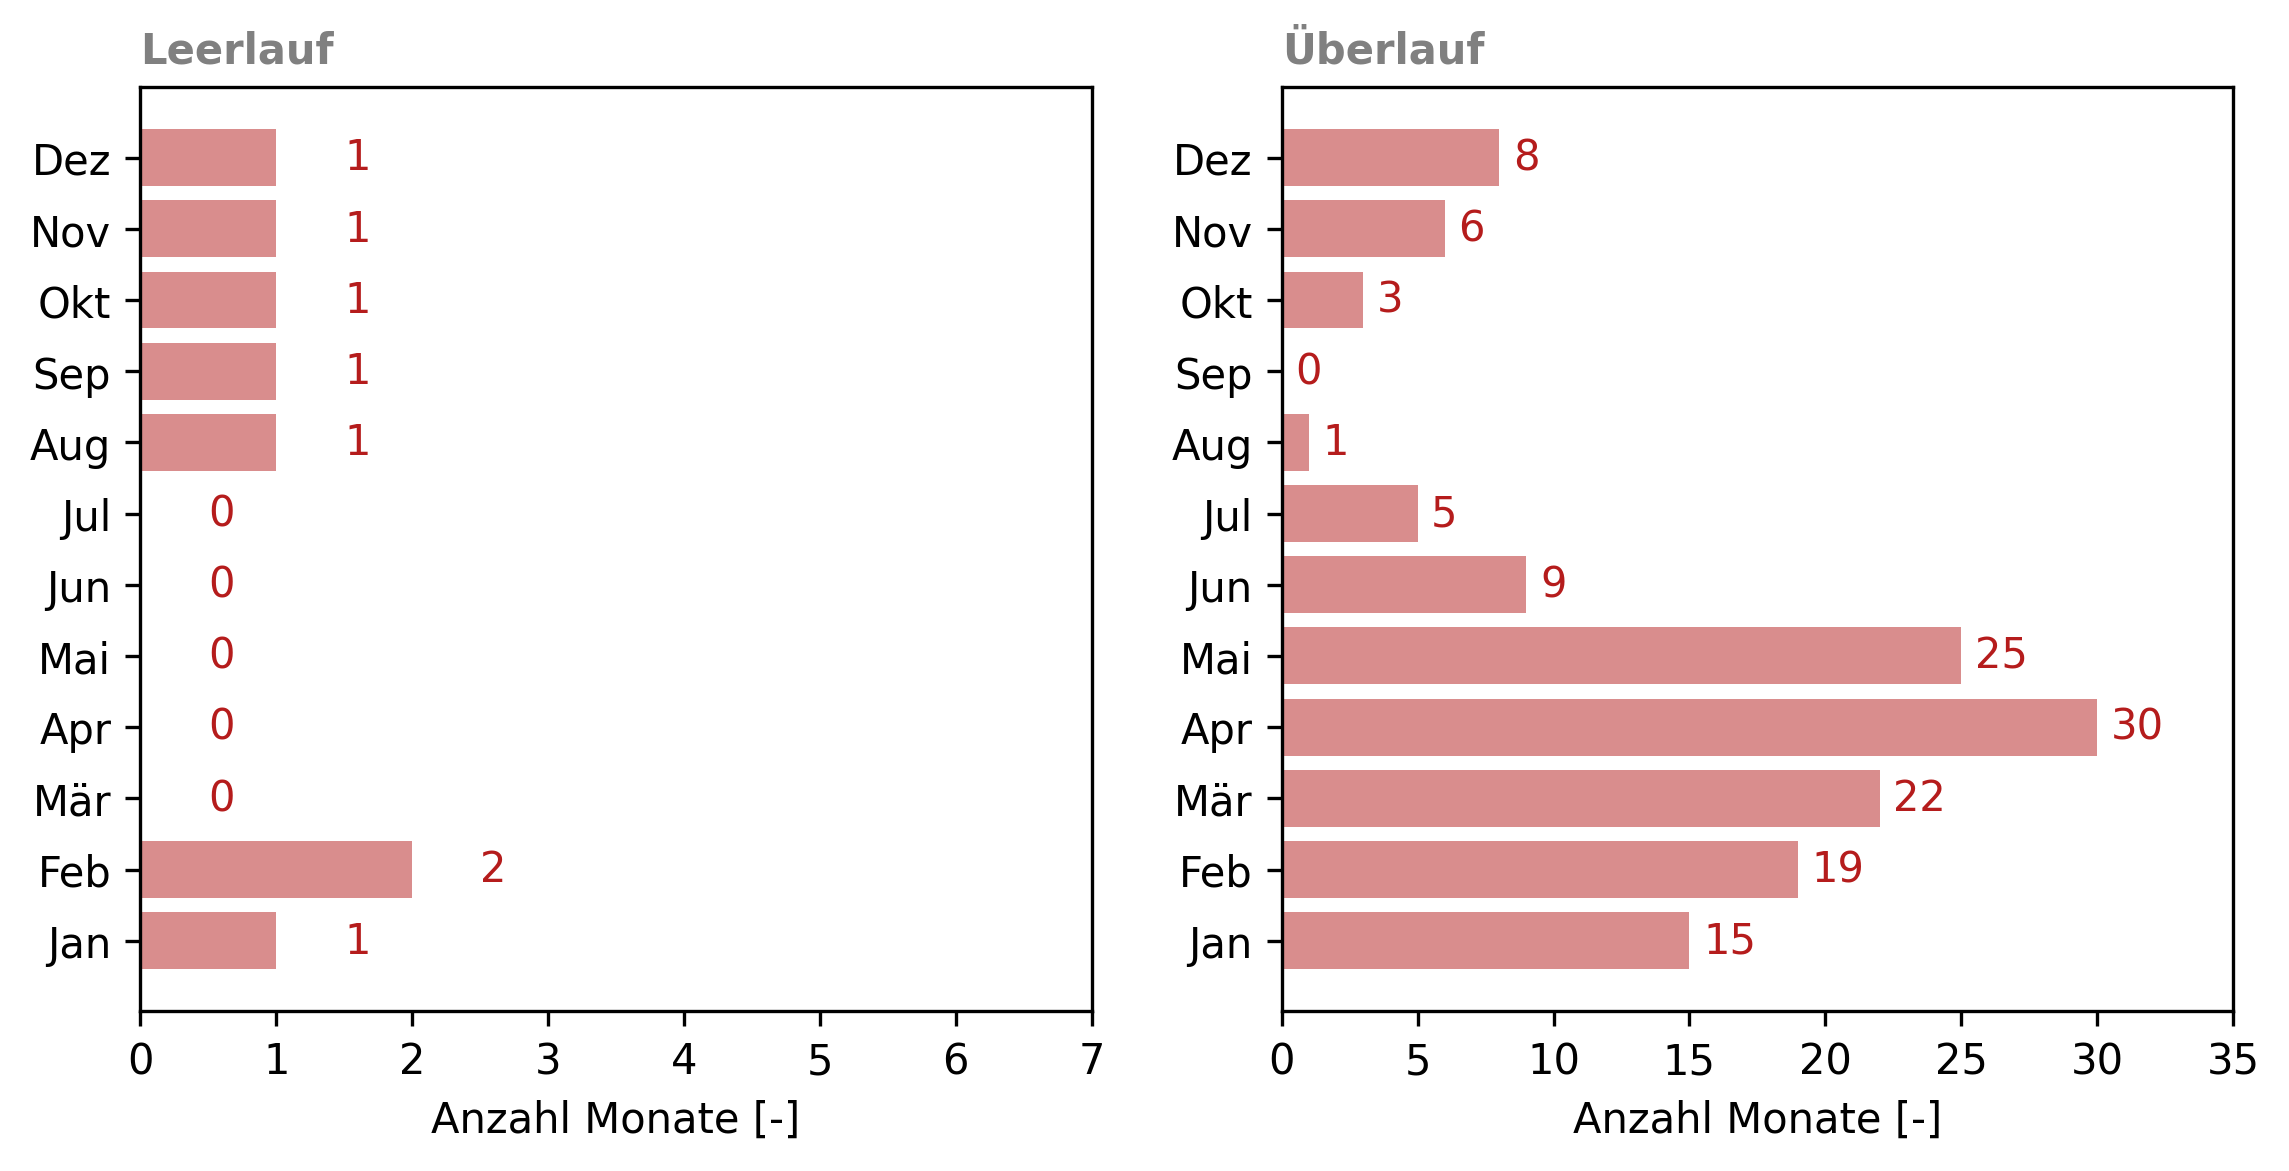 Leerlauf
Dez 1
Nov 1
Okt 1
Sep 1
Aug 1
Jul 0
Jun 0
Mai 0
Apr 0
Mär 0
Feb 2
Jan 1
0 1 2 3 4 5 6 7
Anzahl Monate [-]
Überlauf
Dez 8
Nov 6
Okt 3
Sep 0
Aug 1
Jul 5
Jun 9
Mai 25
Apr 30
Mär 22
Feb 19
Jan 15
0 5 10 15 20 25 30 35
Anzahl Monate [-]